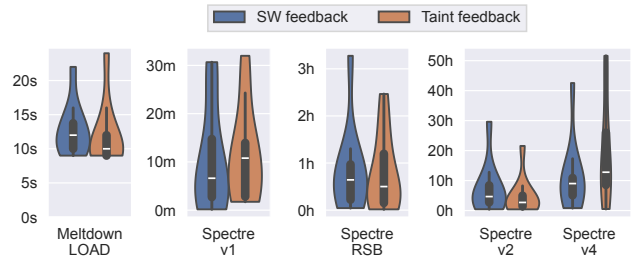 SW feedback Taint feedback
20s
15s
10s
5s
0s
Meltdown
LOAD
30m
20m
10m
0m
Spectre
v1
3h
2h
1h
0h
Spectre
RSB
50h
40h
30h
20h
10h
0h
Spectre
v2
Spectre
v4